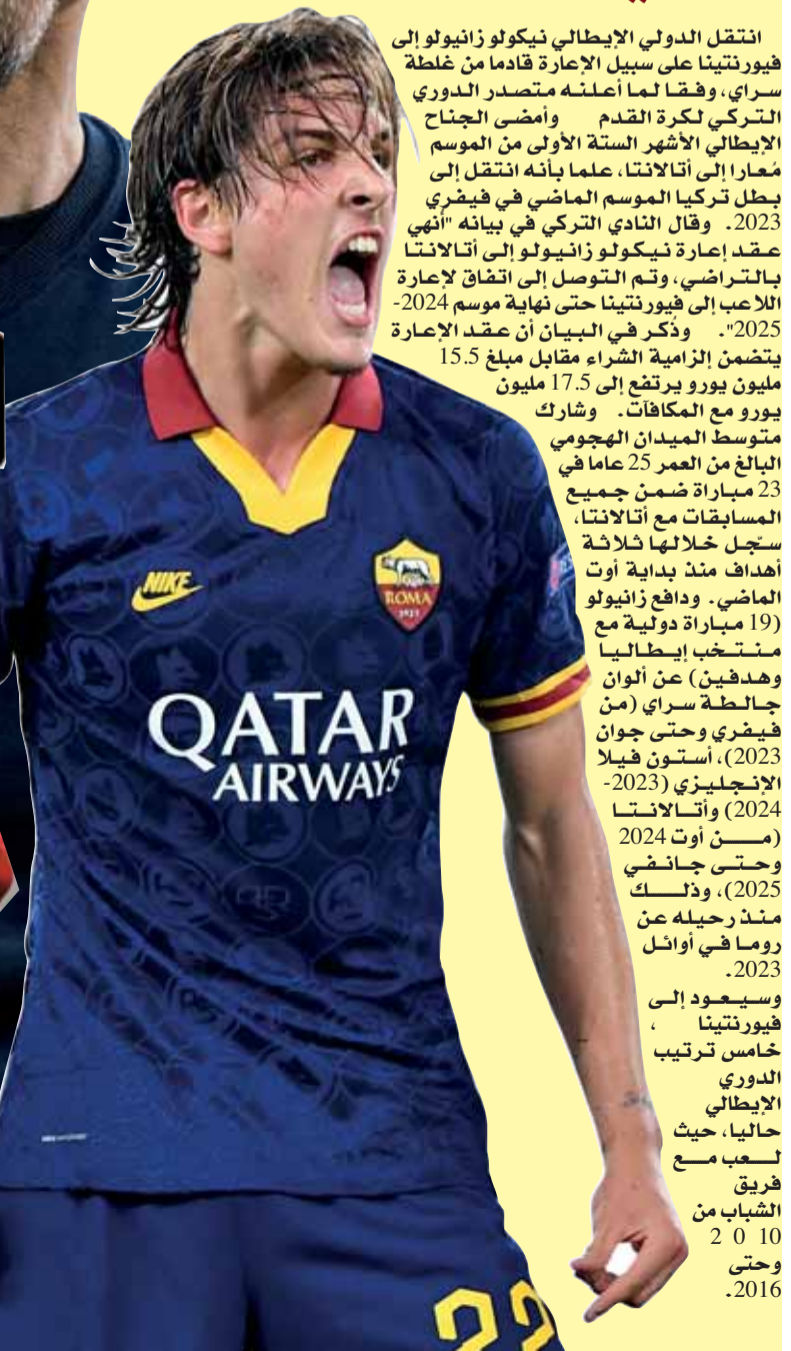 انتقل الدولي الإيطالي نيكولو زانيولو إلى
فيورنتينا على سبيل الإعارة قادما من غلطة
سراي، وفقا لما أعلنه متصدر الدوري
التركي لكرة القدم وأمضى الجناح
الإيطالي الأشهر الستة الأولى من الموسم
مُعارا إلى أتالانتا، علما بأنه انتقل إلى
بطل تركيا الموسم الماضي في فيفري
2023. وقال النادي التركي في بيانه "أنهي
عقد إعارة نيكولو زانيولو إلى أتالانتا
بالتراضي، وتم التوصل إلى اتفاق لإعارة
اللاعب إلى فيورنتينا حتى نهاية موسم 2024-
2025". وذُكر في البيان أن عقد الإعارة
يتضمن إلزامية الشراء مقابل مبلغ 15.5
مليون يورو يرتفع إلى 17.5 مليون
يورو مع المكافآت. وشارك
متوسط الميدان الهجومي
البالغ من العمر 25 عاما في
23 مباراة ضمن جميع
المسابقات مع أتالانتا،
سجّل خلالها ثلاثة
أهداف منذ بداية أوت
الماضي. ودافع زانيولو
(19 مباراة دولية مع
منتخب إيطاليا
وهدفين) عن ألوان
جالطة سراي (من
فيفري وحتى جوان
2023)، أستون فيلا
الإنجليزي (2023-
2024) وأتالانتا
(من أوت 2024
وحتى جانفي
2025)، وذلك
منذ رحيله عن
روما في أوائل
2023.
وسيعود إلى
فيورنتينا ،
خامس ترتيب
الدوري
الإيطالي
حاليا، حيث
لعب مع
فريق
الشباب من
2 0 10
وحتى
2016.
NIKE
ROMA
1927
QATAR
AIRWAYS
22